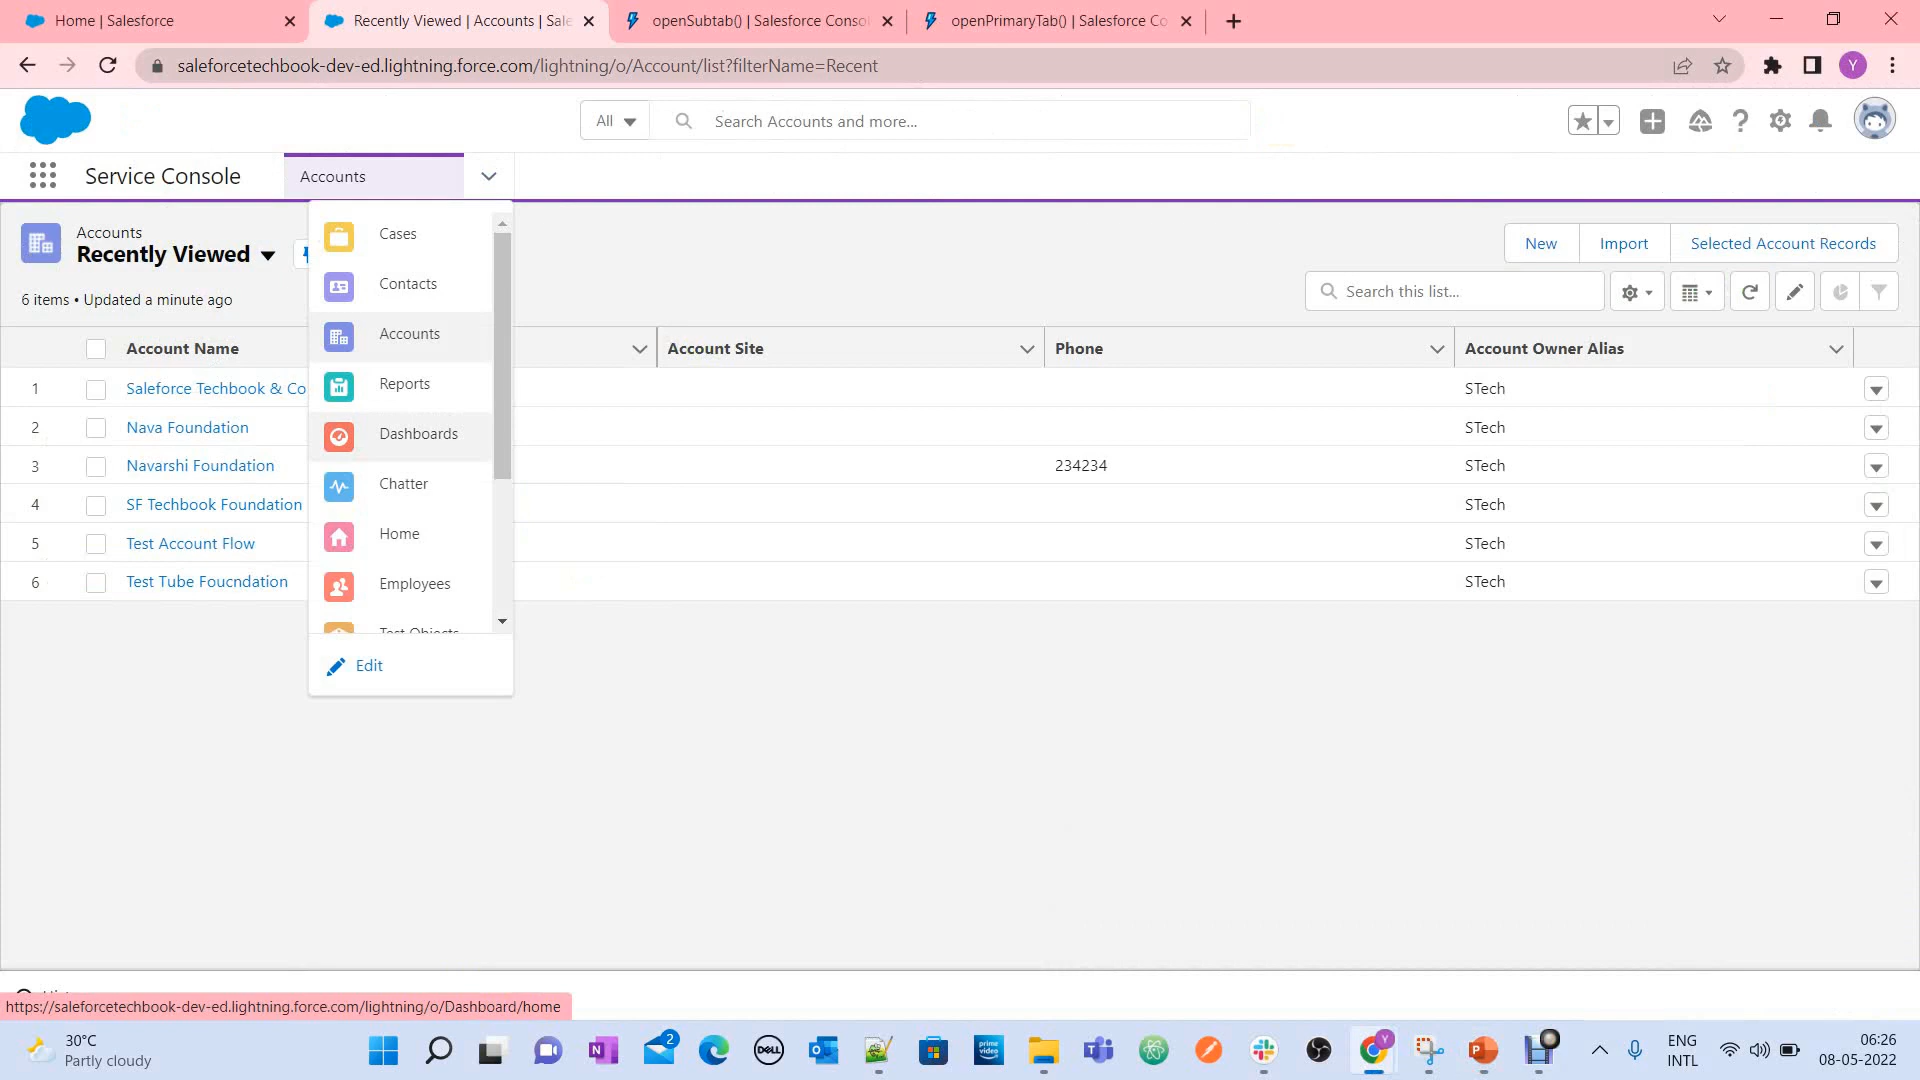 Home | Salesforce
Recently Viewed | Accounts | Sale
openSubtab() | Salesforce Consol
openPrimaryTab() | Salesforce Co
saleforcetechbook-dev-ed.lightning.force.com/lightning/o/Account/list?filterName=Recent
Y
All
Search Accounts and more...
Service Console
Accounts
Accounts
Recently Viewed
6 items • Updated a minute ago
New
Import
Selected Account Records
Search this list...
Cases
Contacts
Accounts
Reports
Dashboards
Chatter
Home
Employees
Test Objects
Edit
Account Name
Account Site
Phone
Account Owner Alias
1 Saleforce Techbook & Co STech
2 Nava Foundation STech
3 Navarshi Foundation 234234 STech
4 SF Techbook Foundation STech
5 Test Account Flow STech
6 Test Tube Foucndation STech
https://saleforcetechbook-dev-ed.lightning.force.com/lightning/o/Dashboard/home
30°C
Partly cloudy
2
DELL
prime video
Y
ENG
INTL
06:26
08-05-2022